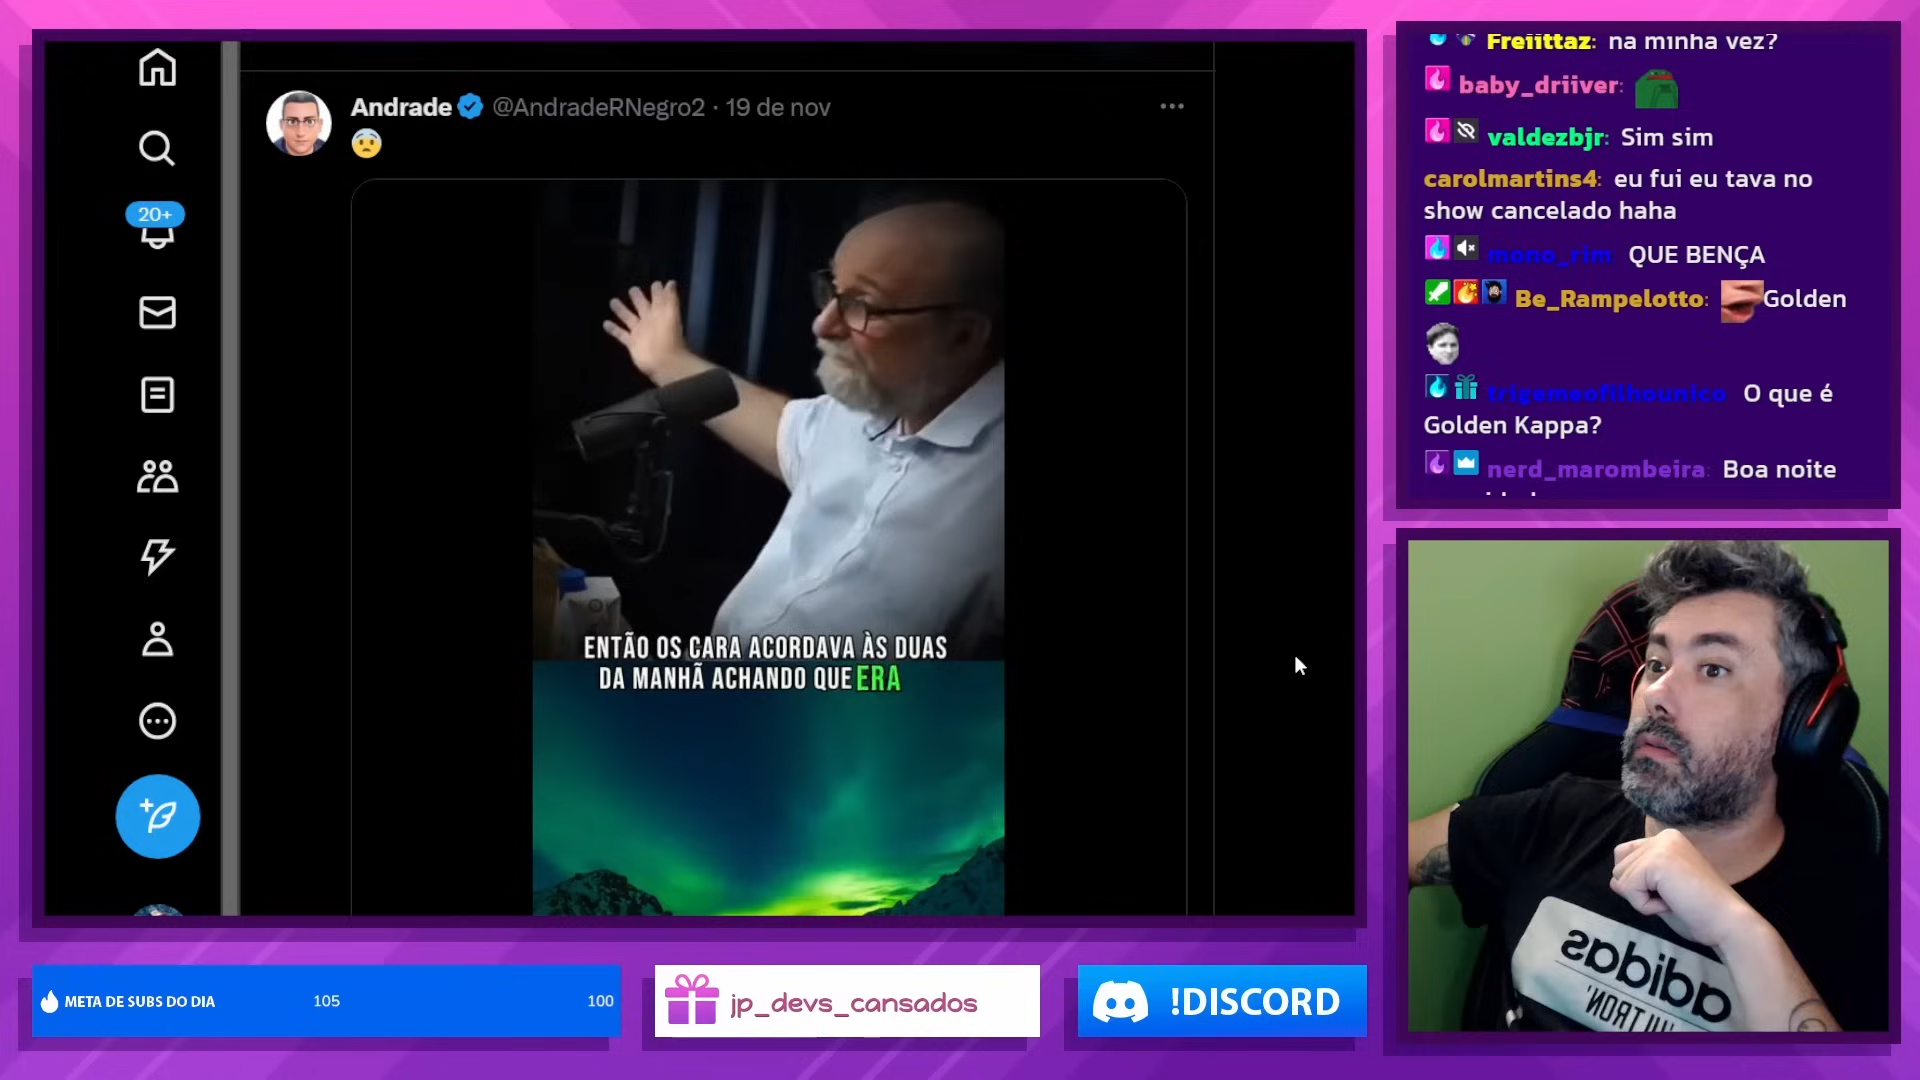 Andrade @AndradeRNegro2 · 19 de nov
20+
ENTÃO OS CARA ACORDAVA ÀS DUAS
DA MANHÃ ACHANDO QUE ERA
Freiittaz: na minha vez?
baby_driiver:
valdezbjr: Sim sim
carolmartins4: eu fui eu tava no
show cancelado haha
mono_rim QUE BENÇA
Be_Rampelotto: Golden
trigemeofilhounico O que é
Golden Kappa?
nerd_marombeira: Boa noite
adidas
META DE SUBS DO DIA 105 100
jp_devs_cansados
!DISCORD